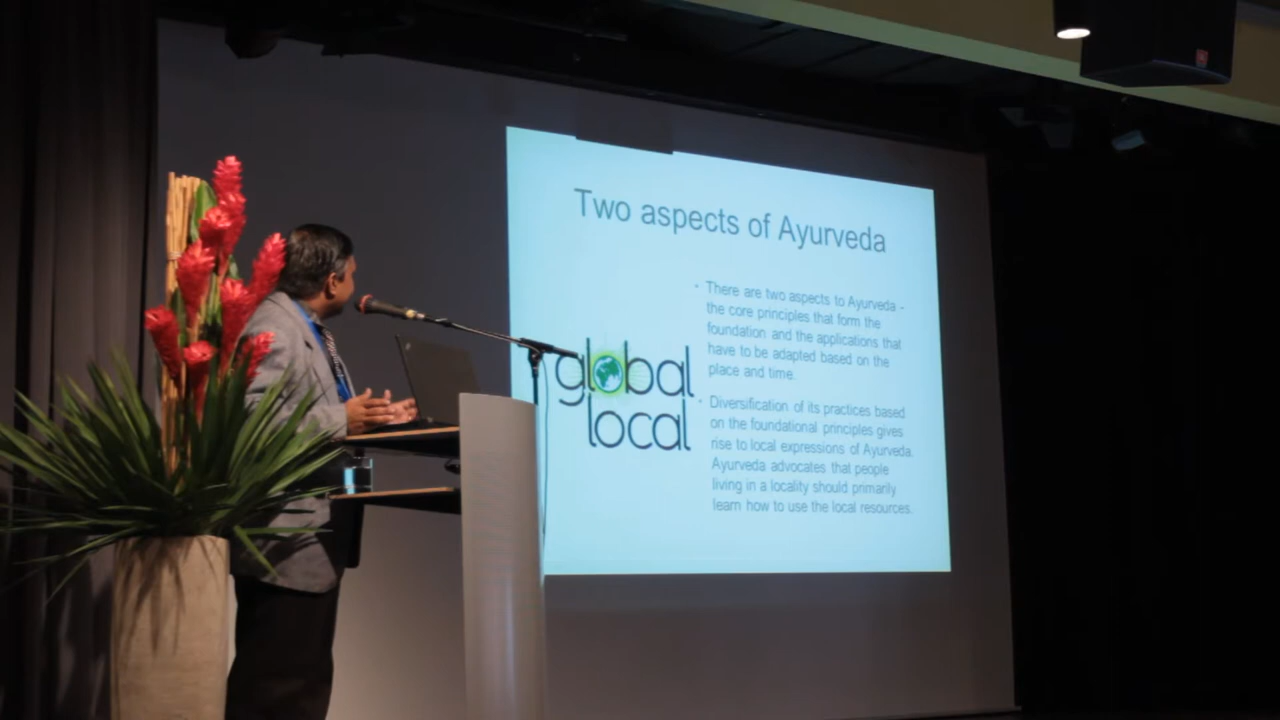 Two aspects of Ayurveda
global
local
• There are two aspects to Ayurveda -
the core principles that form the
foundation and the applications that
have to be adapted based on the
place and time.
• Diversification of its practices based
on the foundational principles gives
rise to local expressions of Ayurveda.
Ayurveda advocates that people
living in a locality should primarily
learn how to use the local resources.